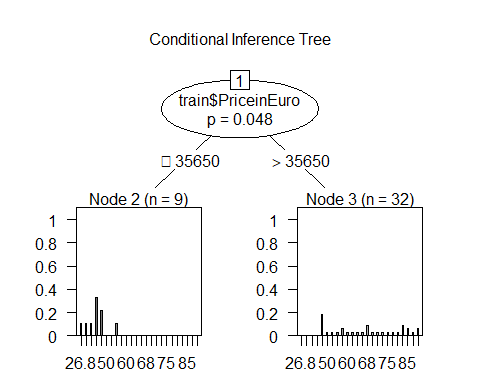 Conditional Inference Tree
1
train$PriceinEuro
p = 0.048
▯ 35650
> 35650
Node 2 (n = 9)
1
0.8
0.6
0.4
0.2
0
26.850 60 68 75 85
Node 3 (n = 32)
1
0.8
0.6
0.4
0.2
0
26.850 60 68 75 85